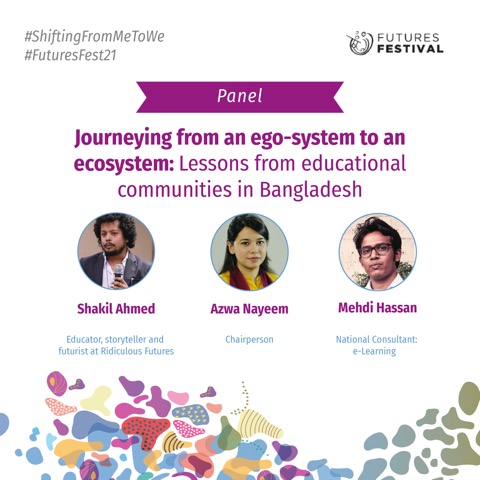 #ShiftingFromMeToWe
#FuturesFest21
FUTURES
FESTIVAL
Panel
Journeying from an ego-system to an
ecosystem: Lessons from educational
communities in Bangladesh
Shakil Ahmed
Azwa Nayeem
Mehdi Hassan
Educator, storyteller and
futurist at Ridiculous Futures
Chairperson
National Consultant:
e-Learning